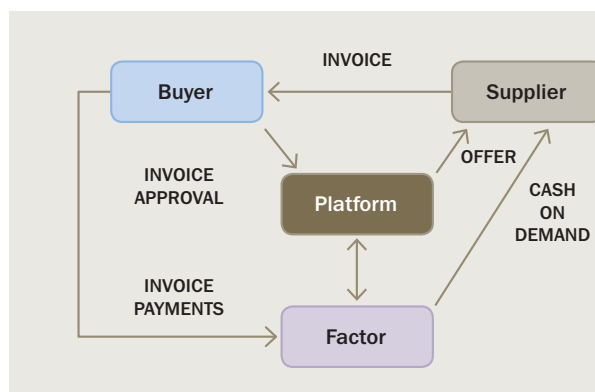 INVOICE
Buyer
Supplier
OFFER
INVOICE
APPROVAL
Platform
CASH
ON
DEMAND
INVOICE
PAYMENTS
Factor